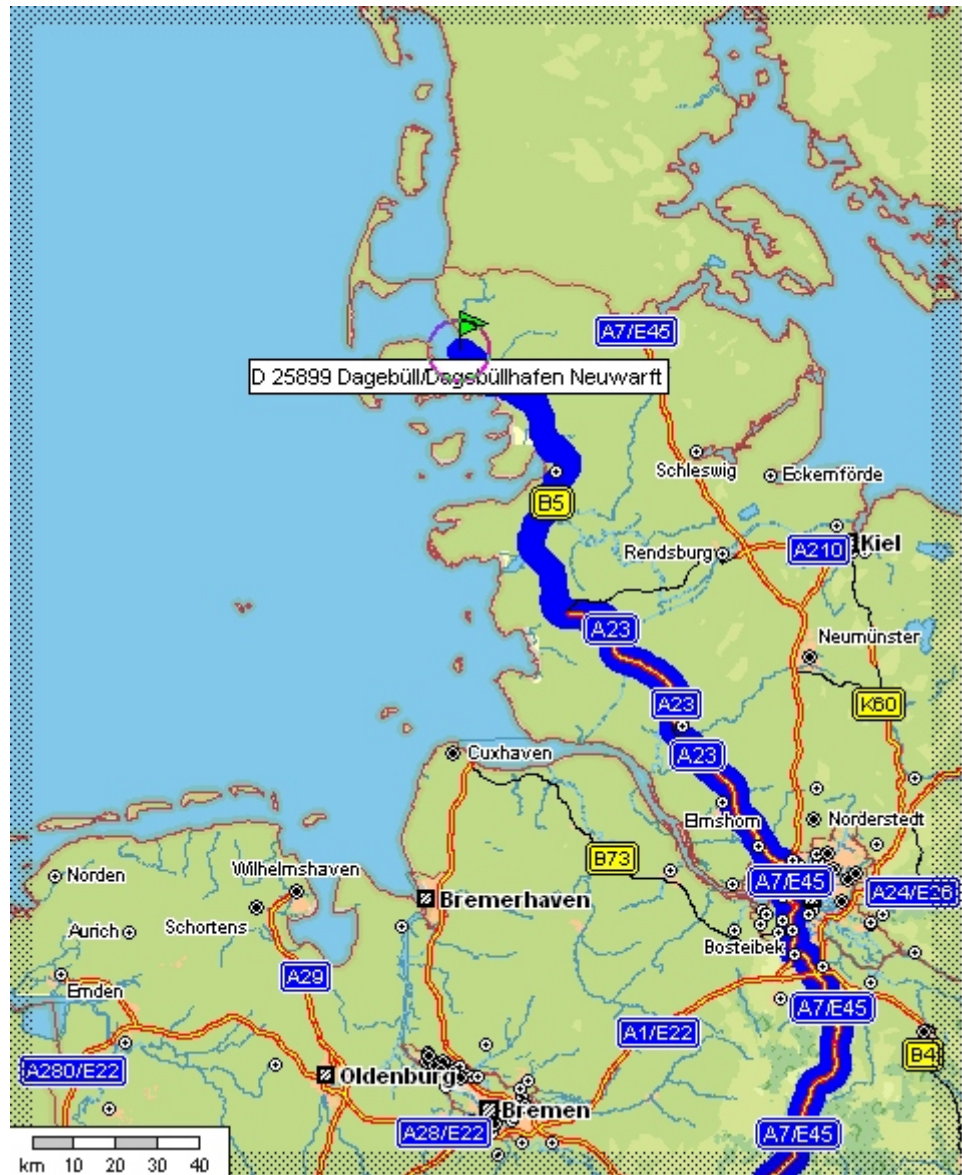 A7/E45
D 25899 Dagebüll/Dagsbüllhafen Neuwarft
Schleswig
Eckernförde
B5
Rendsburg
A210
Kiel
A23
Neumünster
A23
K60
A23
Cuxhaven
Elmshorn
Norderstedt
B73
Norden
Wilhelmshaven
A7/E45
A24/E26
Bremerhaven
Schortens
Aurich
Bosteibek
A29
Emden
A7/E45
A1/E22
B4
A280/E22
Oldenburg
Bremen
A28/E22
A7/E45
km 10 20 30 40